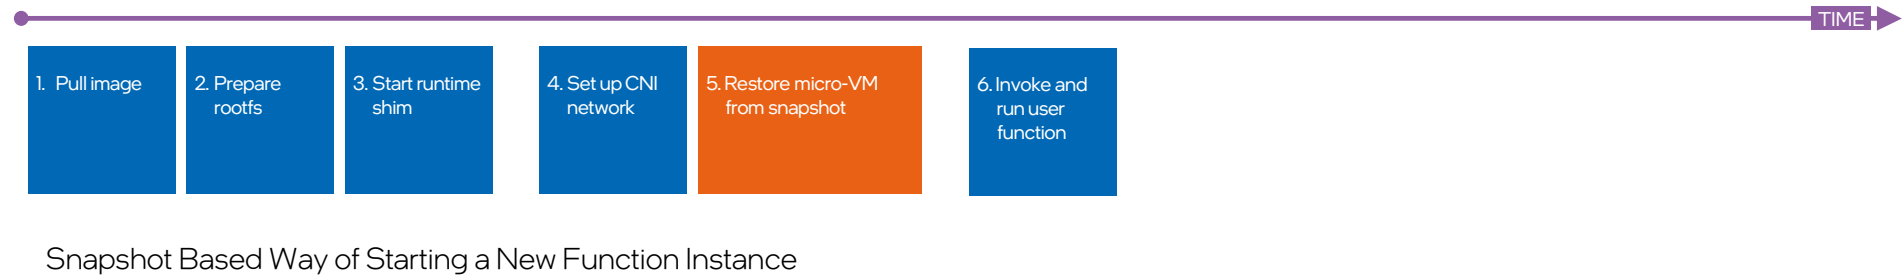 TIME
1. Pull image
2. Prepare
rootfs
3. Start runtime
shim
4. Set up CNI
network
5. Restore micro-VM
from snapshot
6. Invoke and
run user
function
Snapshot Based Way of Starting a New Function Instance